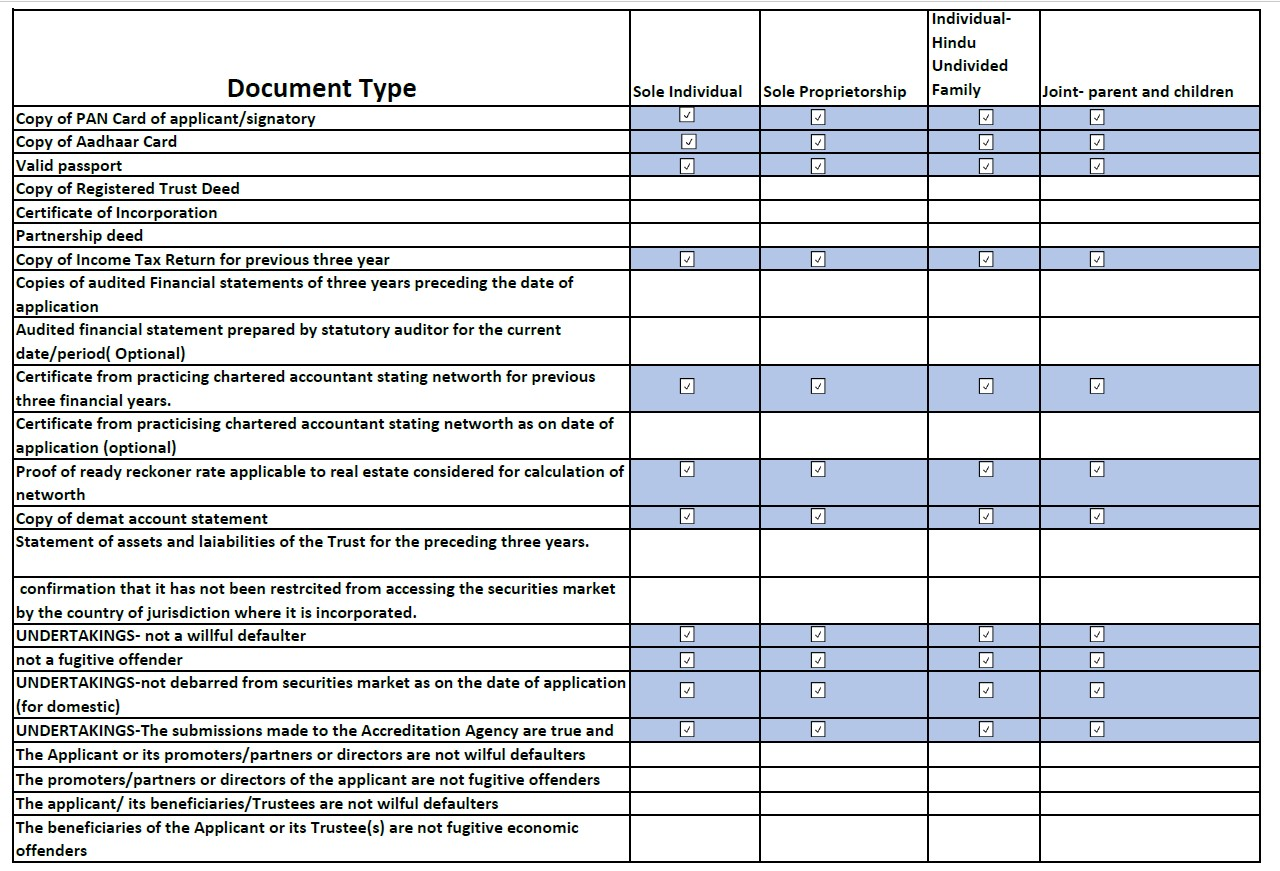 Document Type
Sole Individual
Sole Proprietorship
Individual-
Hindu
Undivided
Family
Joint- parent and children
Copy of PAN Card of applicant/signatory
Copy of Aadhaar Card
Valid passport
Copy of Registered Trust Deed
Certificate of Incorporation
Partnership deed
Copy of Income Tax Return for previous three year
Copies of audited Financial statements of three years preceding the date of
application
Audited financial statement prepared by statutory auditor for the current
date/period( Optional)
Certificate from practicing chartered accountant stating networth for previous
three financial years.
Certificate from practicising chartered accountant stating networth as on date of
application (optional)
Proof of ready reckoner rate applicable to real estate considered for calculation of
networth
Copy of demat account statement
Statement of assets and laiabilities of the Trust for the preceding three years.
confirmation that it has not been restrcited from accessing the securities market
by the country of jurisdiction where it is incorporated.
UNDERTAKINGS- not a willful defaulter
not a fugitive offender
UNDERTAKINGS-not debarred from securities market as on the date of application
(for domestic)
UNDERTAKINGS-The submissions made to the Accreditation Agency are true and
The Applicant or its promoters/partners or directors are not wilful defaulters
The promoters/partners or directors of the applicant are not fugitive offenders
The applicant/ its beneficiaries/Trustees are not wilful defaulters
The beneficiaries of the Applicant or its Trustee(s) are not fugitive economic
offenders